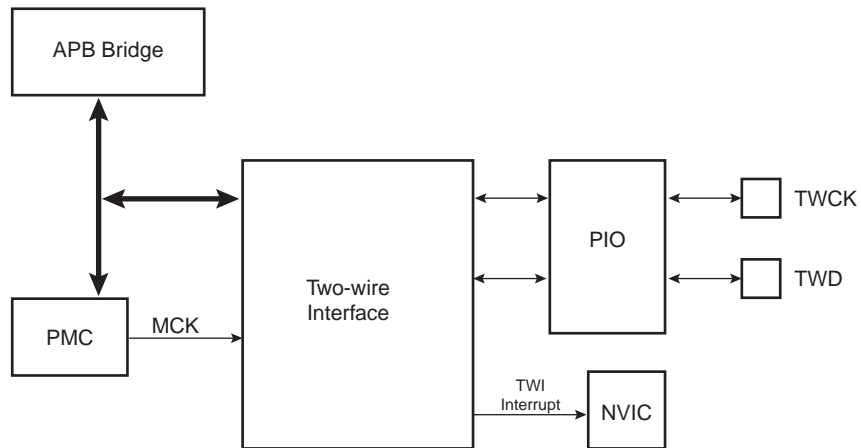 APB Bridge
TWCK
PIO
Two-wire
Interface
TWD
PMC
MCK
TWI
Interrupt
NVIC